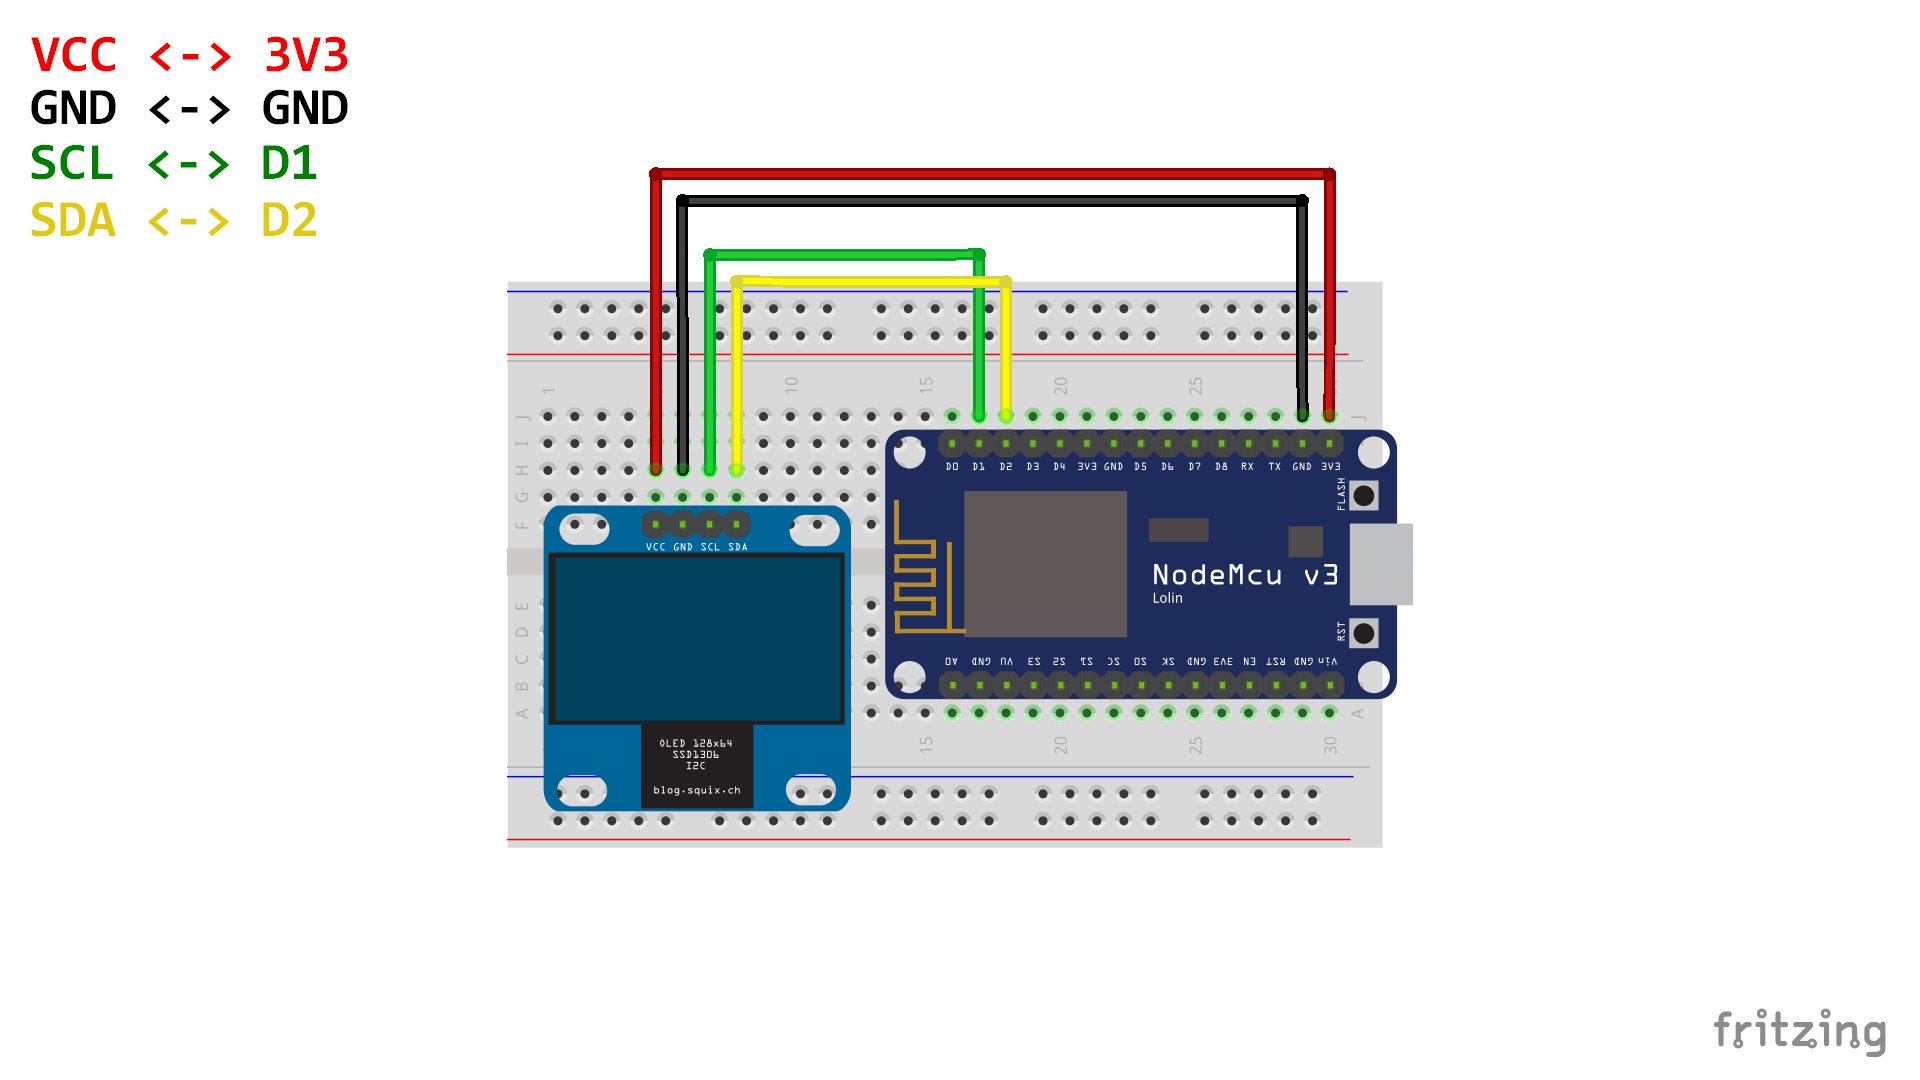 VCC <-> 3V3
GND <-> GND
SCL <-> D1
SDA <-> D2
1 10 15 20 25
J J
I
H
G
F
D0 D1 D2 D3 D4 3V3 GND D5 D6 D7 D8 RX TX GND 3V3
FLASH
VCC GND SCL SDA
NodeMcu v3
Lolin
RST
E
D
C
B
A A
A0 GND VU S3 S2 S1 SC S0 SK GND 3V3 EN RST GND Vin
15 20 25 30
OLED 128x64
SSD1306
I2C
blog.squix.ch
fritzing